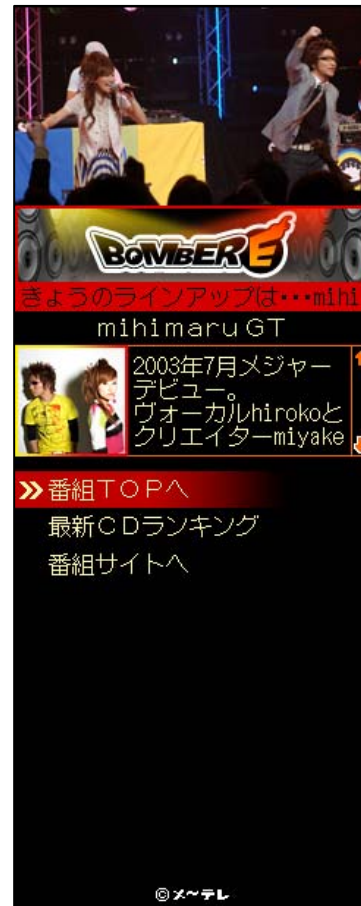 BOMBER E
きょうのラインアップは・・・mihi
mihimaru GT
2003年7月メジャー
デビュー。
ヴォーカルhirokoと
クリエイターmiyake
» 番組TOPへ
最新CDランキング
番組サイトへ
©メ~テレ